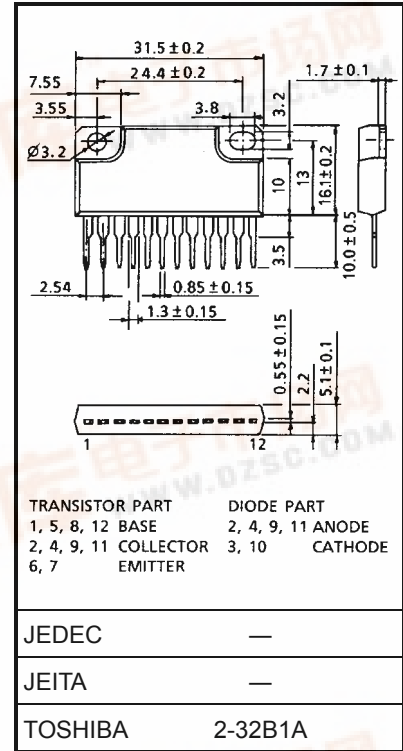 31.5±0.2
24.4±0.2
1.7±0.1
7.55
3.55
3.8
3.2
Ø3.2
10
13
16.1±0.2
3.5
10.0±0.5
2.54
0.85±0.15
1.3±0.15
0.55±0.15
2.2
5.1±0.1
1 12
WWW.DZSC.COM
TRANSISTOR PART DIODE PART
1, 5, 8, 12 BASE 2, 4, 9, 11 ANODE
2, 4, 9, 11 COLLECTOR 3, 10 CATHODE
6, 7 EMITTER
JEDEC —
JEITA —
TOSHIBA 2-32B1A